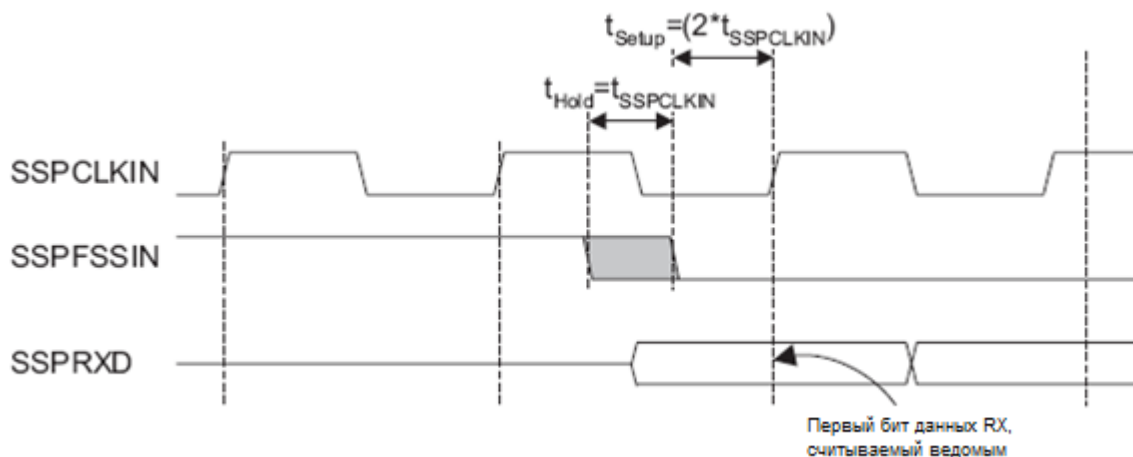 tSetup=(2*tSSPCLKIN)
tHold=tSSPCLKIN
SSPCLKIN
SSPFSSIN
SSPRXD
Первый бит данных RX,
считываемый ведомым